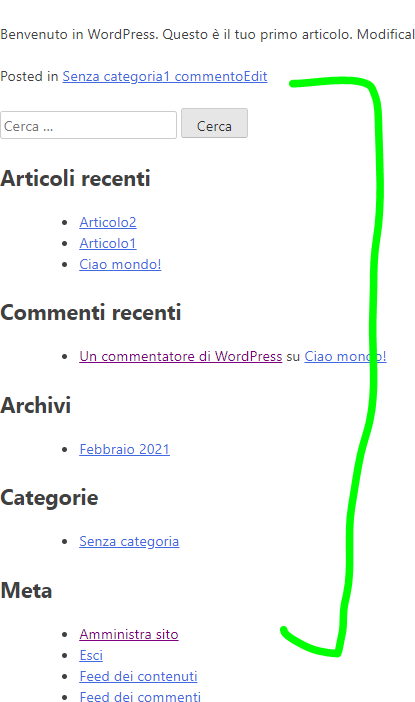 Benvenuto in WordPress. Questo è il tuo primo articolo. Modifical
Posted in Senza categoria1 commentoEdit
Cerca ... Cerca
Articoli recenti
Articolo2
Articolo1
Ciao mondo!
Commenti recenti
Un commentatore di WordPress su Ciao mondo!
Archivi
Febbraio 2021
Categorie
Senza categoria
Meta
Amministra sito
Esci
Feed dei contenuti
Feed dei commenti